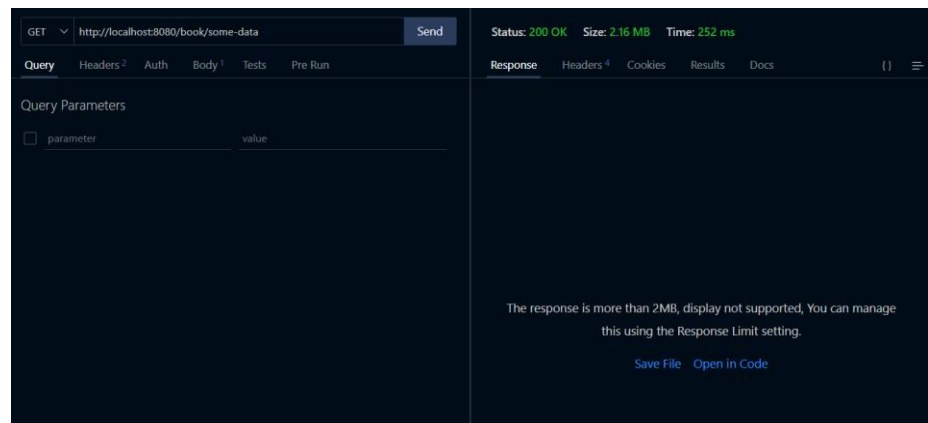 GET http://localhost:8080/book/some-data Send
Query Headers 2 Auth Body 1 Tests Pre Run
Query Parameters
parameter value
Status: 200 OK Size: 2.16 MB Time: 252 ms
Response Headers 4 Cookies Results Docs {}
The response is more than 2MB, display not supported, You can manage
this using the Response Limit setting.
Save File Open in Code